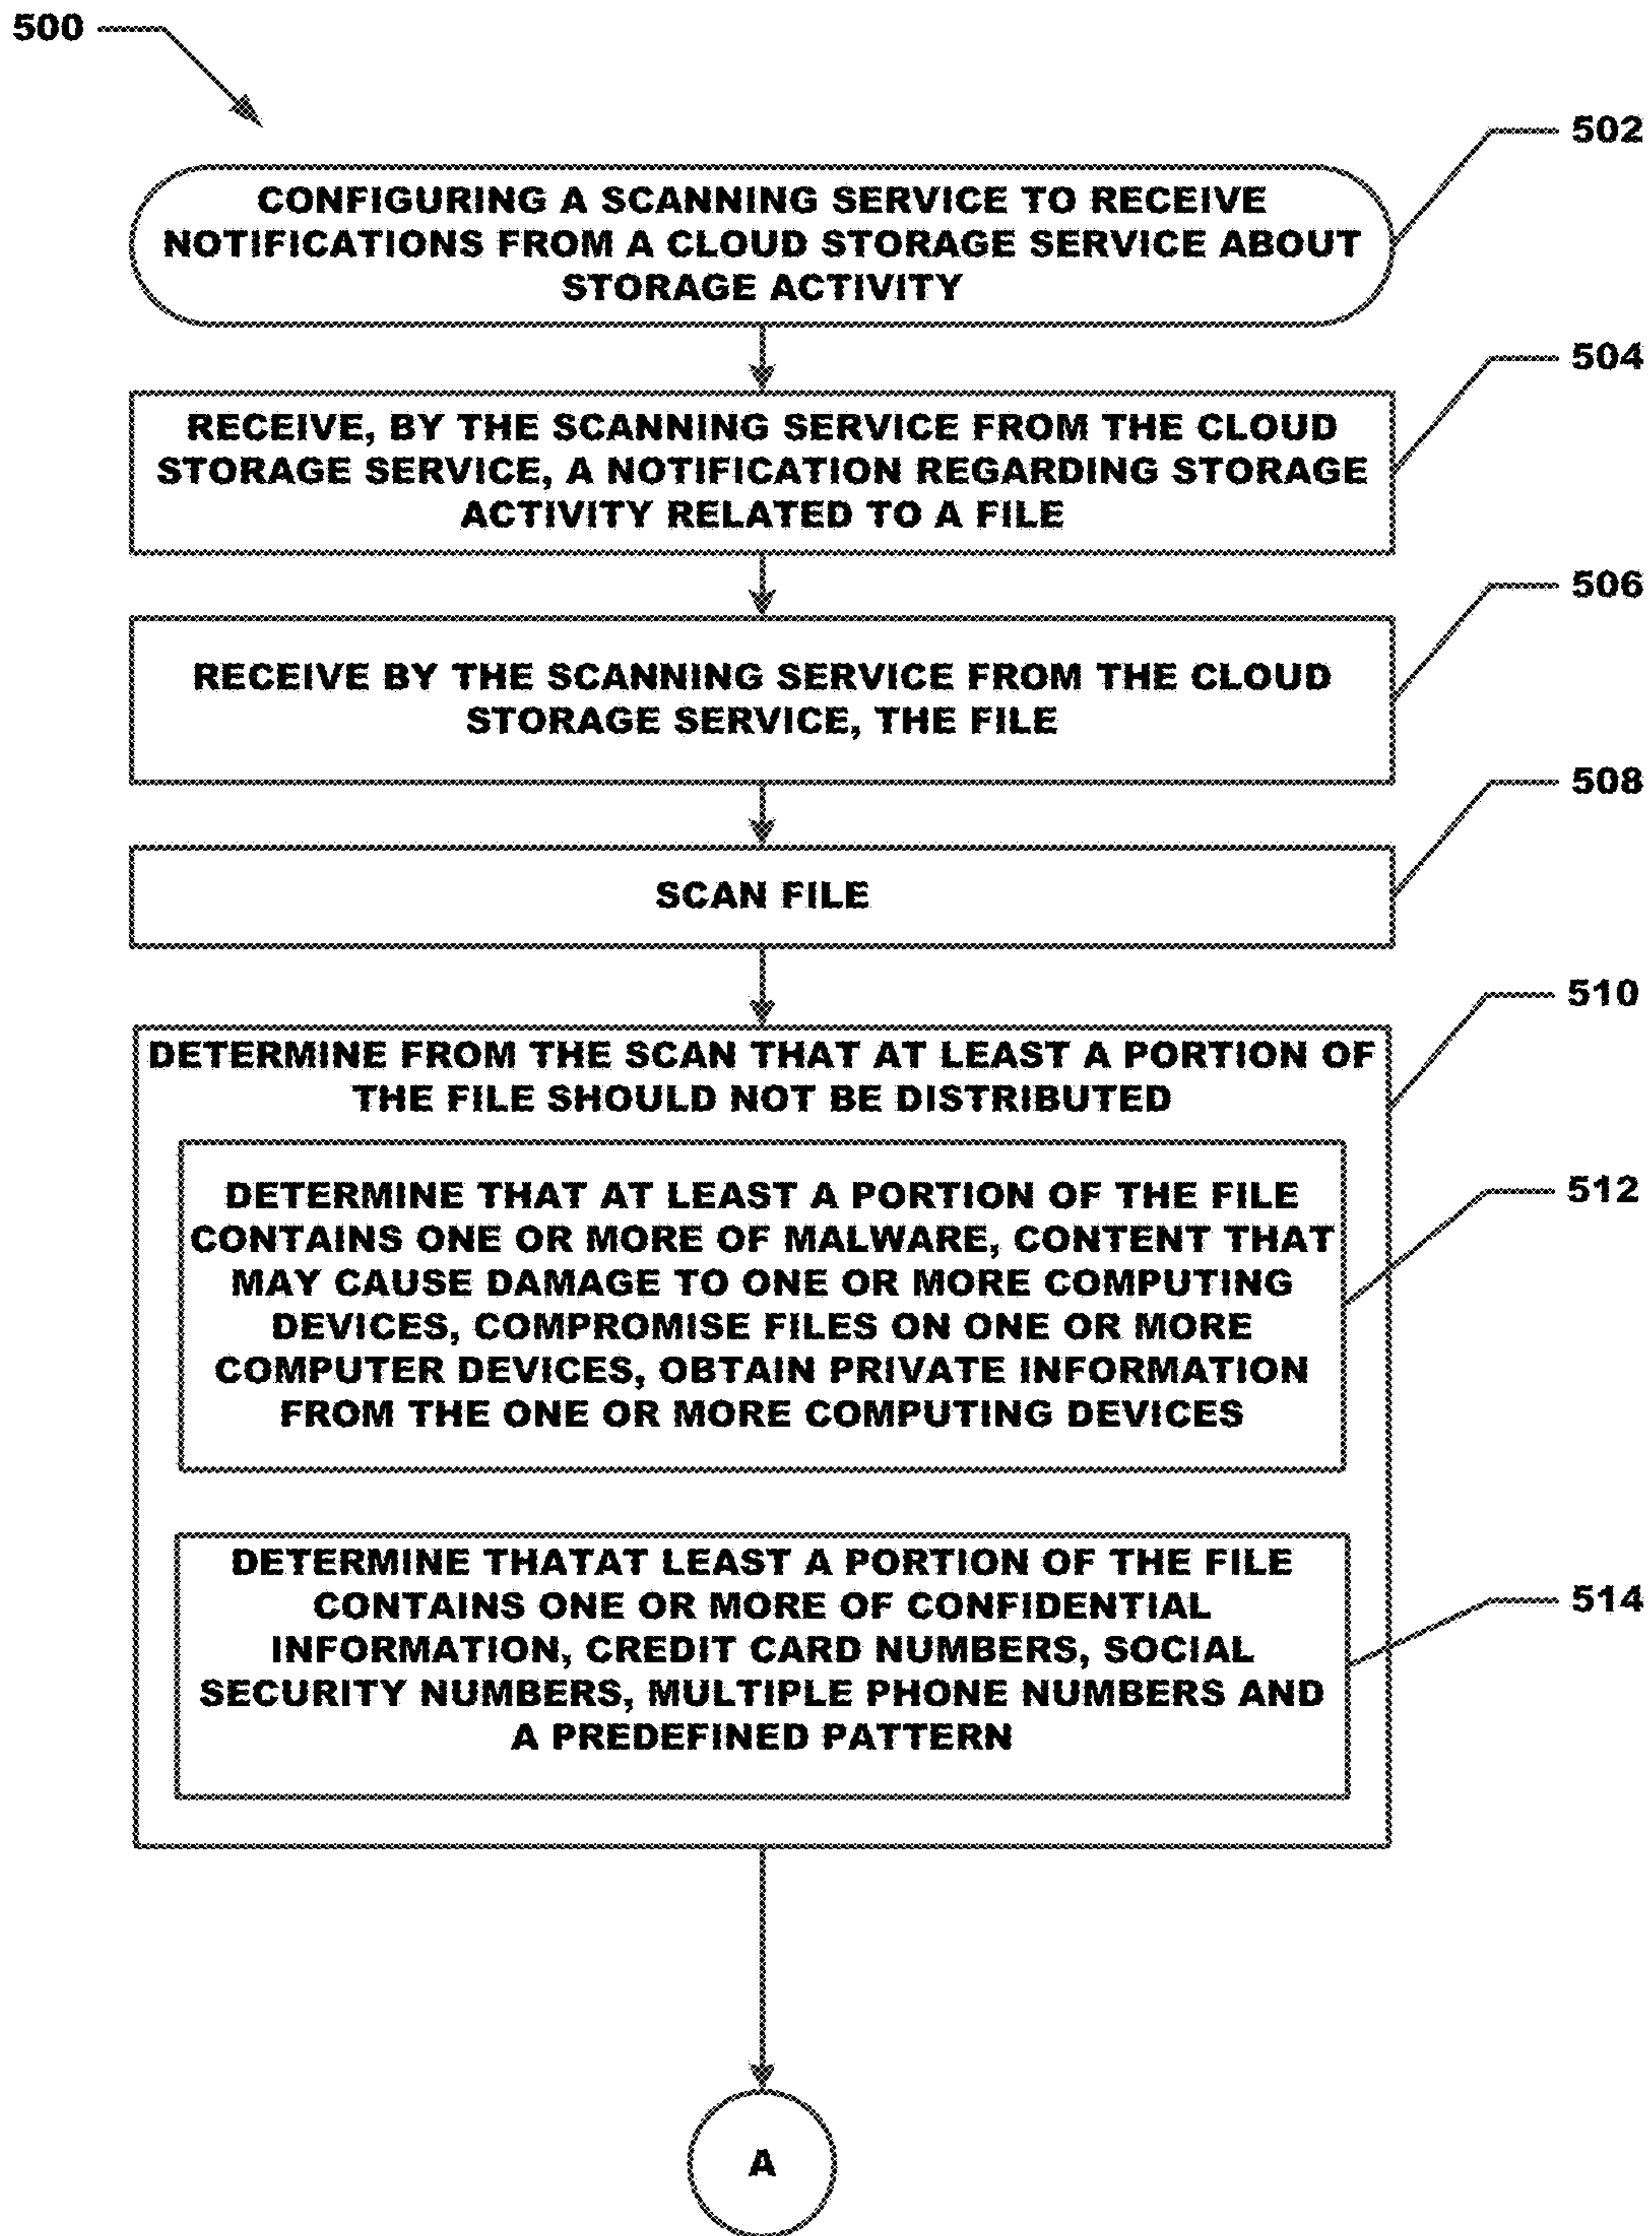 500
502
CONFIGURING A SCANNING SERVICE TO RECEIVE
NOTIFICATIONS FROM A CLOUD STORAGE SERVICE ABOUT
STORAGE ACTIVITY
504
RECEIVE, BY THE SCANNING SERVICE FROM THE CLOUD
STORAGE SERVICE, A NOTIFICATION REGARDING STORAGE
ACTIVITY RELATED TO A FILE
506
RECEIVE BY THE SCANNING SERVICE FROM THE CLOUD
STORAGE SERVICE, THE FILE
508
SCAN FILE
510
DETERMINE FROM THE SCAN THAT AT LEAST A PORTION OF
THE FILE SHOULD NOT BE DISTRIBUTED
512
DETERMINE THAT AT LEAST A PORTION OF THE FILE
CONTAINS ONE OR MORE OF MALWARE, CONTENT THAT
MAY CAUSE DAMAGE TO ONE OR MORE COMPUTING
DEVICES, COMPROMISE FILES ON ONE OR MORE
COMPUTER DEVICES, OBTAIN PRIVATE INFORMATION
FROM THE ONE OR MORE COMPUTING DEVICES
514
DETERMINE THATAT LEAST A PORTION OF THE FILE
CONTAINS ONE OR MORE OF CONFIDENTIAL
INFORMATION, CREDIT CARD NUMBERS, SOCIAL
SECURITY NUMBERS, MULTIPLE PHONE NUMBERS AND
A PREDEFINED PATTERN
A